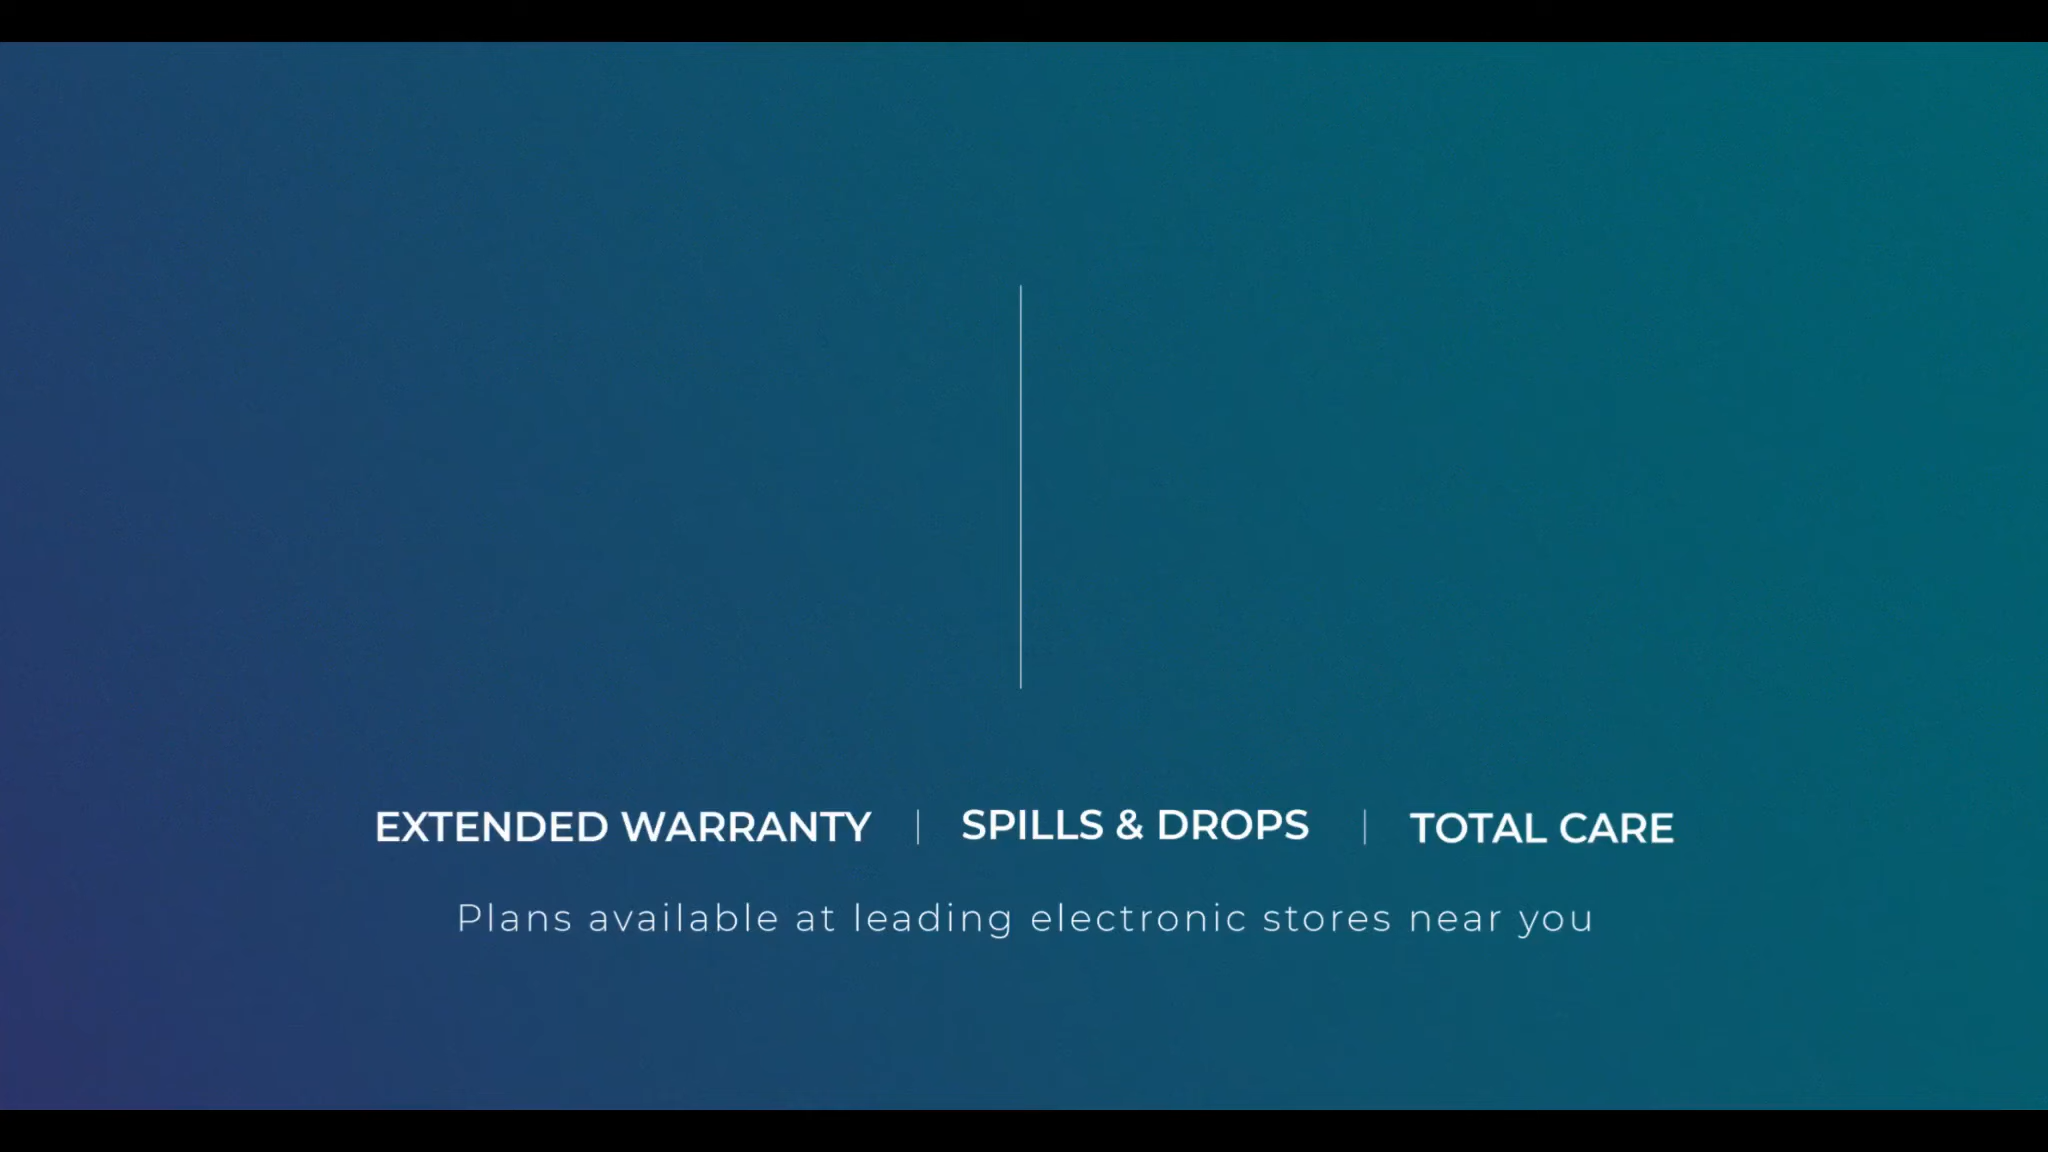 EXTENDED WARRANTY | SPILLS & DROPS | TOTAL CARE
Plans available at leading electronic stores near you